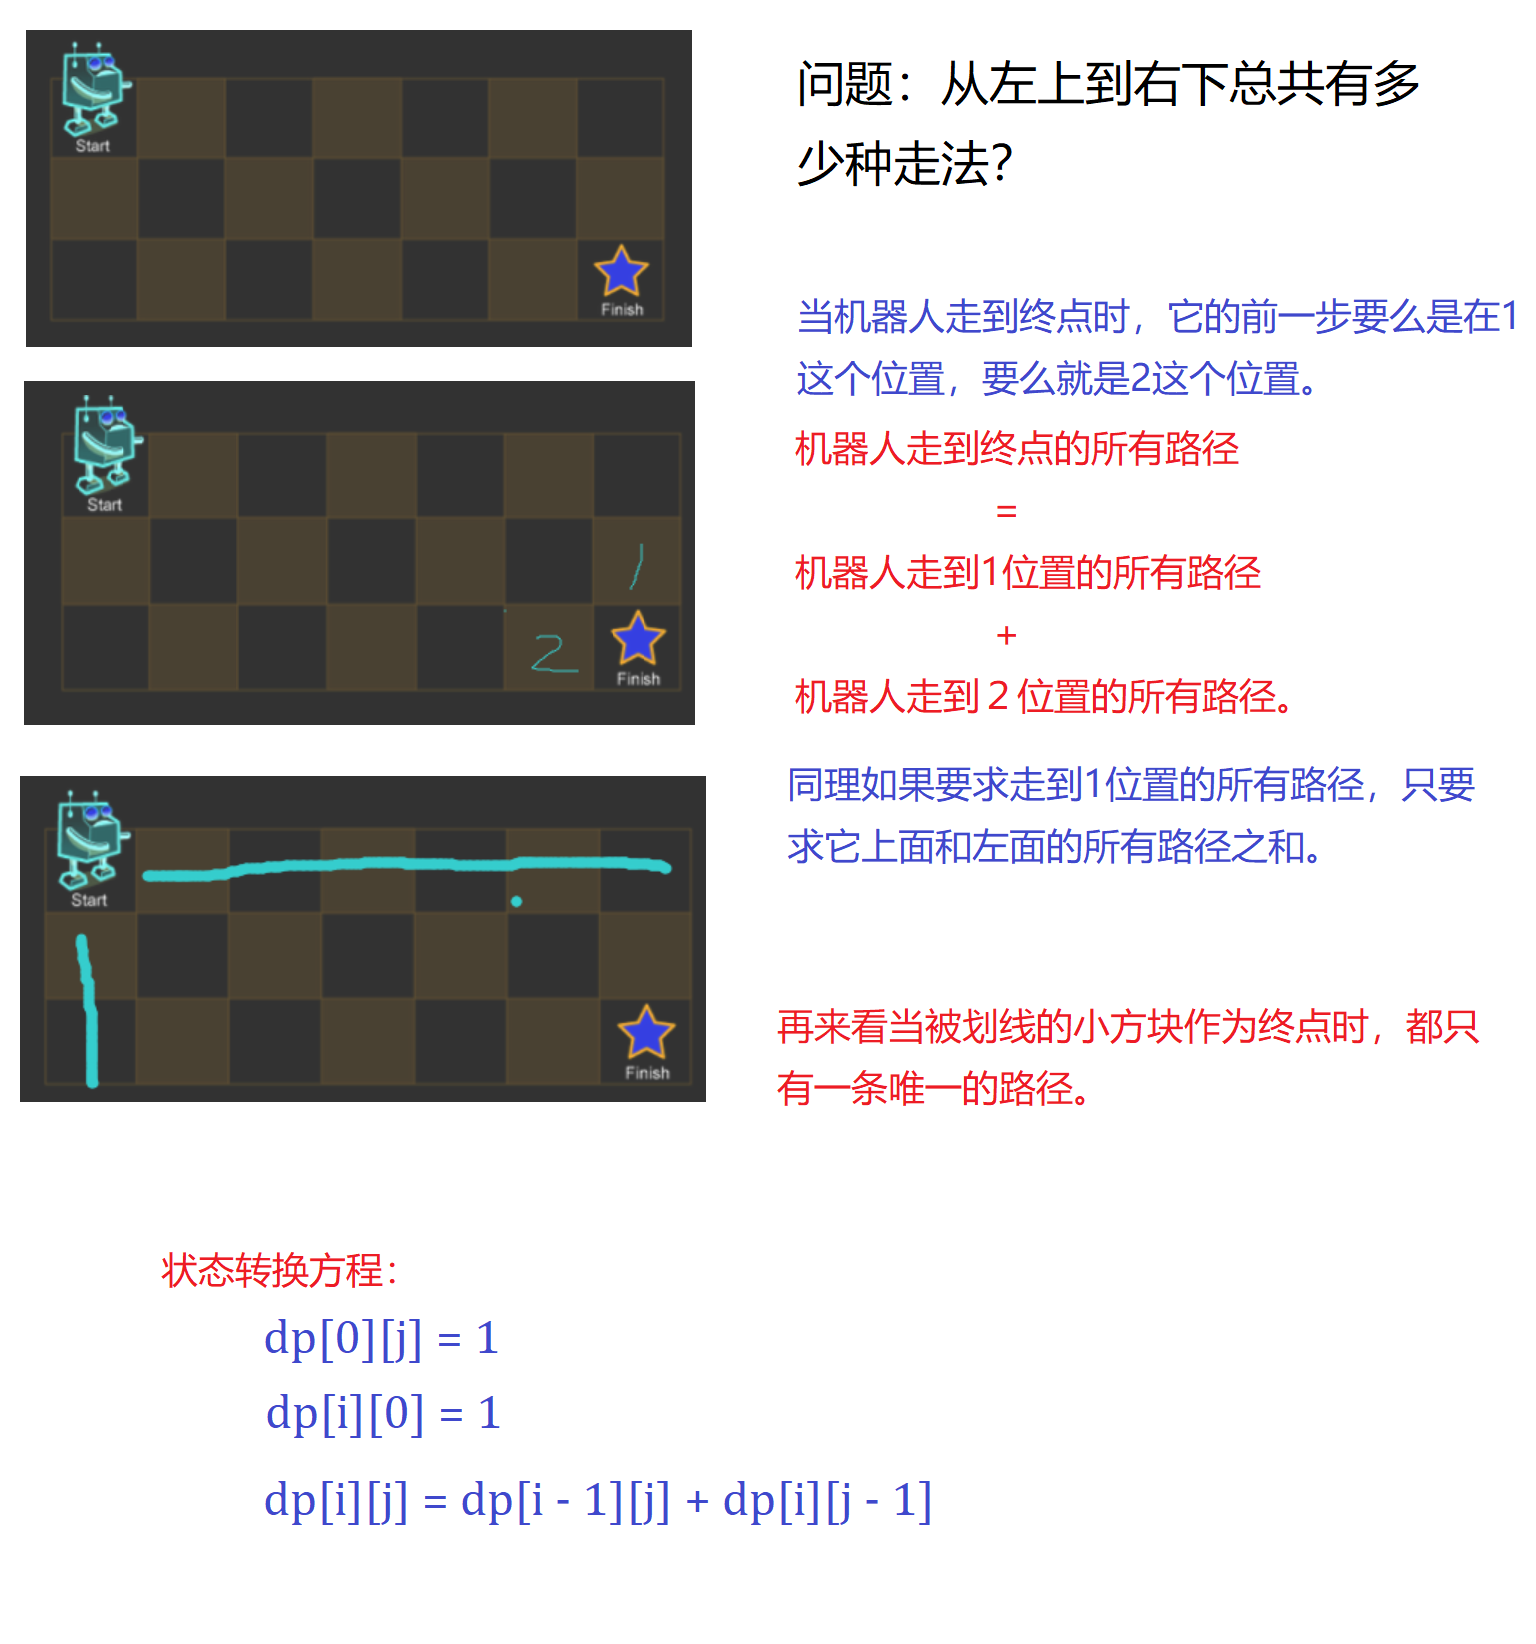 Start
Finish
问题：从左上到右下总共有多
少种走法？
Start
1
2
Finish
当机器人走到终点时，它的前一步要么是在1
这个位置，要么就是2这个位置。
机器人走到终点的所有路径
=
机器人走到1位置的所有路径
+
机器人走到 2 位置的所有路径。
同理如果要求走到1位置的所有路径，只要
求它上面和左面的所有路径之和。
Start
Finish
再来看当被划线的小方块作为终点时，都只
有一条唯一的路径。
状态转换方程：
dp[0][j] = 1
dp[i][0] = 1
dp[i][j] = dp[i - 1][j] + dp[i][j - 1]